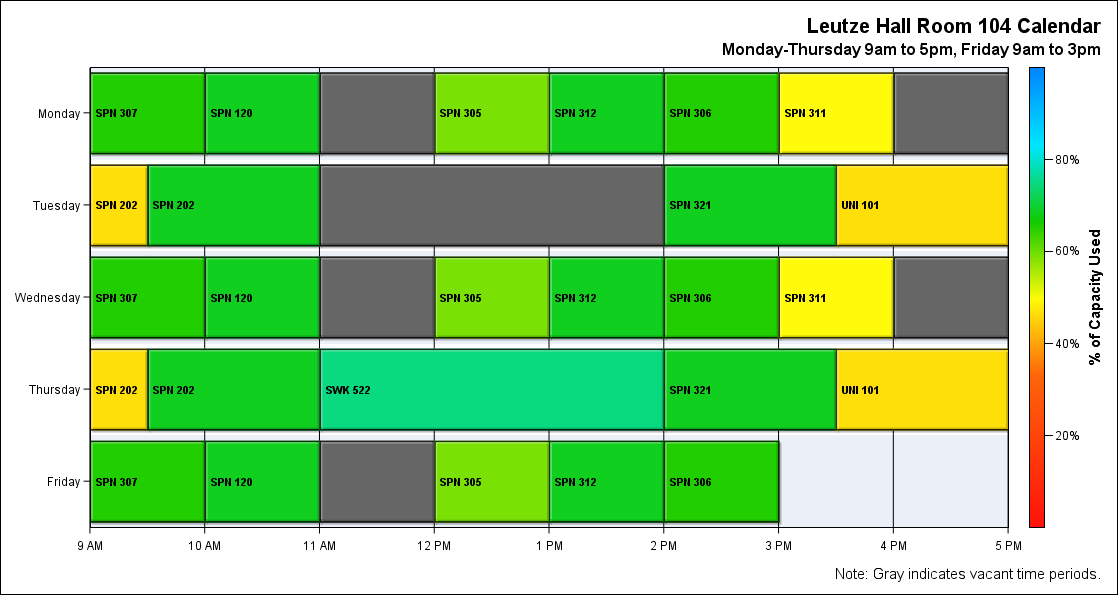 Leutze Hall Room 104 Calendar
Monday-Thursday 9am to 5pm, Friday 9am to 3pm
Monday
SPN 307
SPN 120
SPN 305
SPN 312
SPN 306
SPN 311
Tuesday
SPN 202
SPN 202
SPN 321
UNI 101
Wednesday
SPN 307
SPN 120
SPN 305
SPN 312
SPN 306
SPN 311
Thursday
SPN 202
SPN 202
SWK 522
SPN 321
UNI 101
Friday
SPN 307
SPN 120
SPN 305
SPN 312
SPN 306
9 AM
10 AM
11 AM
12 PM
1 PM
2 PM
3 PM
4 PM
5 PM
80%
60%
40%
20%
% of Capacity Used
Note: Gray indicates vacant time periods.